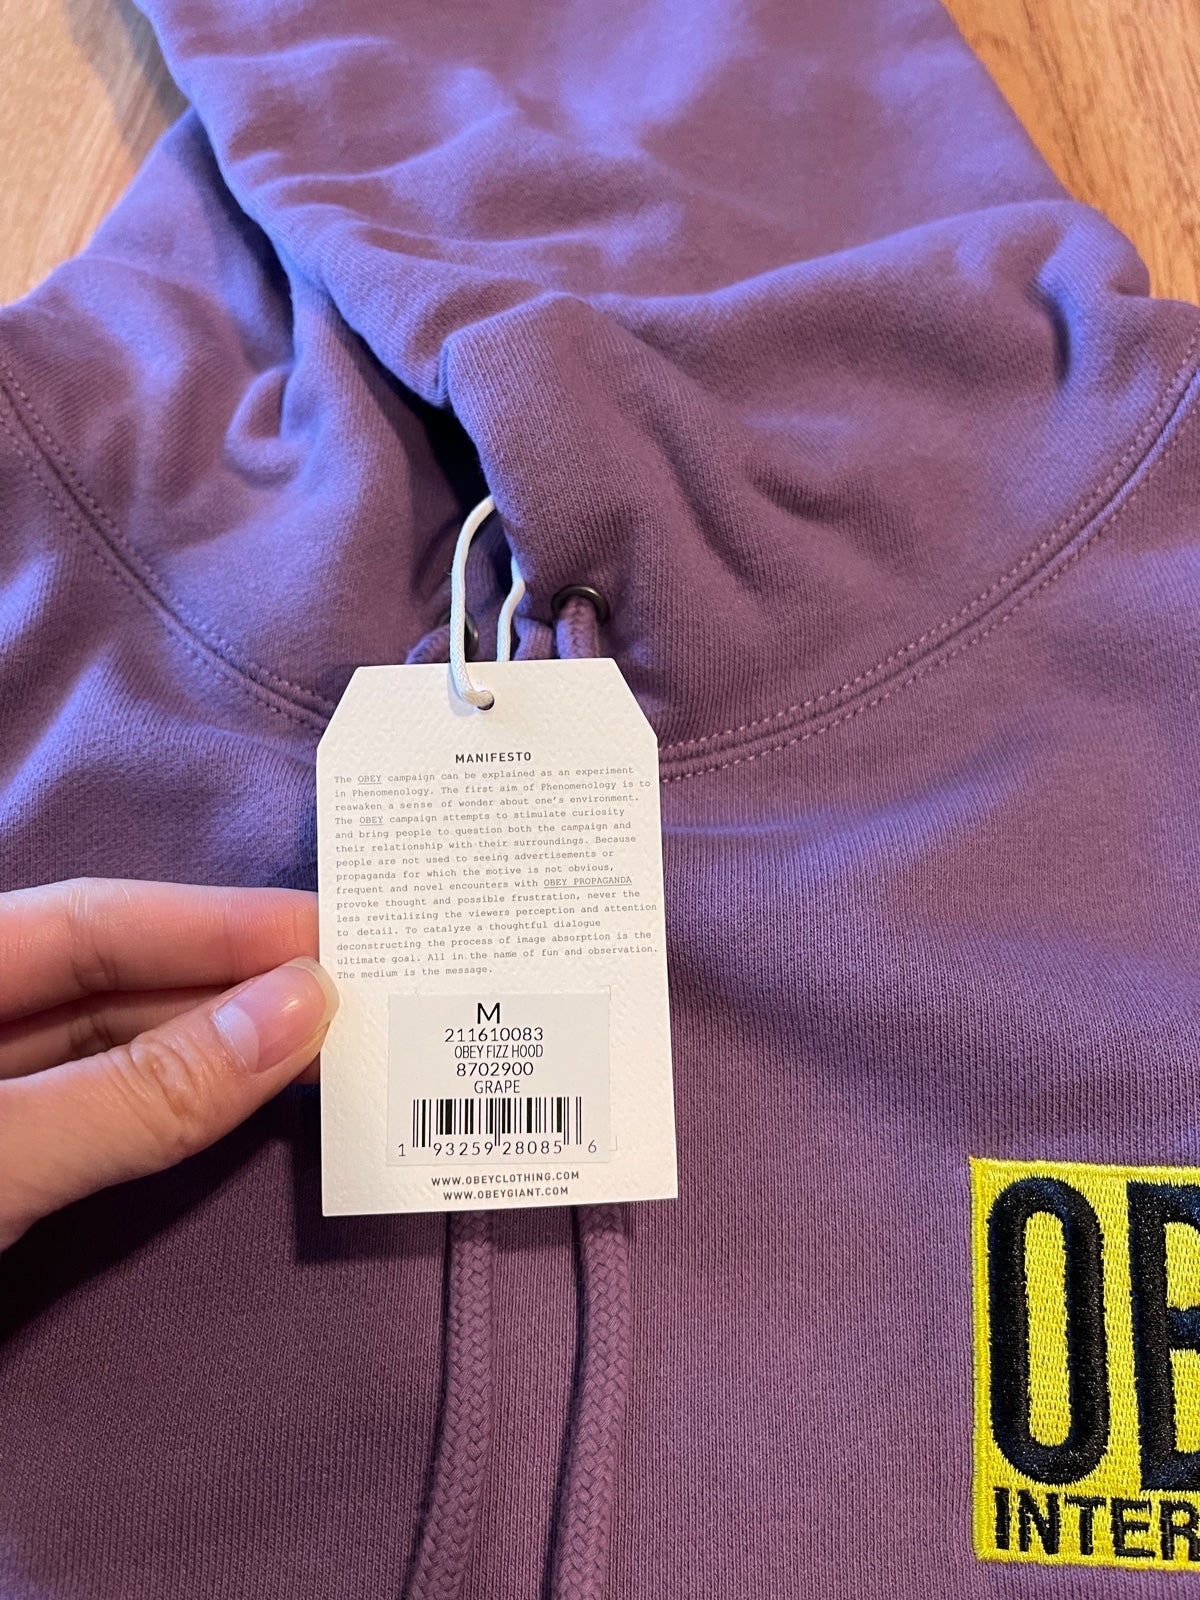 MANIFESTO
The OBEY campaign can be explained as an experiment
in Phenomenology. The first aim of Phenomenology is to
reawaken a sense of wonder about one's environment.
The OBEY campaign attempts to stimulate curiosity
and bring people to question both the campaign and
their relationship with their surroundings. Because
people are not used to seeing advertisements or
propaganda for which the motive is not obvious,
frequent and novel encounters with OBEY PROPAGANDA
provoke thought and possible frustration, never the
less revitalizing the viewers perception and attention
to detail. To catalyze a thoughtful dialogue
deconstructing the process of image absorption is the
ultimate goal. All in the name of fun and observation.
The medium is the message.
M
211610083
OBEY FIZZ HOOD
8702900
GRAPE
1 93259 28085 6
WWW.OBEYCLOTHING.COM
WWW.OBEYGIANT.COM
OB
INTER